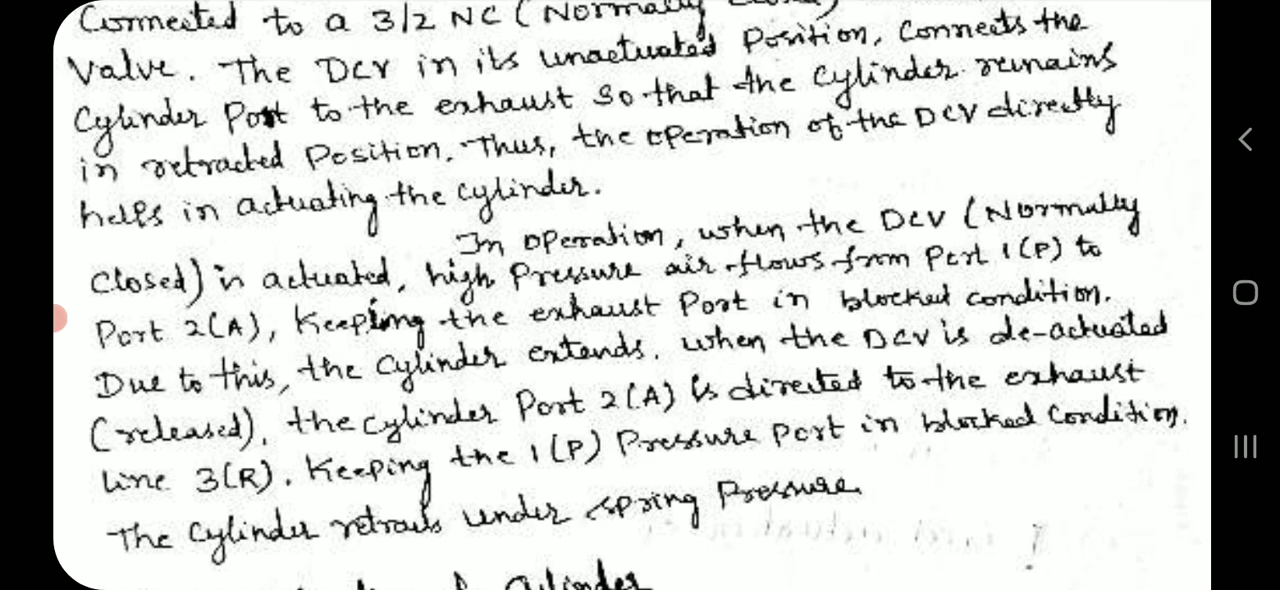 Connected to a 3/2 NC (Normally Closed)
Valve. The DCV in its unactuated Position, Connects the
Cylinder Port to the exhaust so that the Cylinder remains
in retracted Position. Thus, the operation of the DCV directly
helps in actuating the cylinder.
In operation, when the DCV (Normally
Closed) is actuated, high Pressure air flows from Port 1(P) to
Port 2(A), Keeping the exhaust Port in blocked condition.
Due to this, the Cylinder extends. when the DCV is de-actuated
(released), the cylinder Port 2(A) is directed to the exhaust
line 3(R). Keeping the 1(P) Pressure Port in blocked Condition.
The Cylinder retracts under spring Pressure.
Cylinder